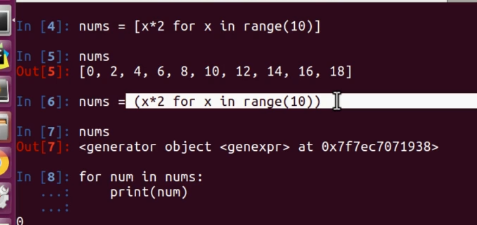 In [4]: nums = [x*2 for x in range(10)]
In [5]: nums
Out[5]: [0, 2, 4, 6, 8, 10, 12, 14, 16, 18]
In [6]: nums = (x*2 for x in range(10))
In [7]: nums
Out[7]: <generator object <genexpr> at 0x7f7ec7071938>
In [8]: for num in nums:
   ...:     print(num)
   ...:
0